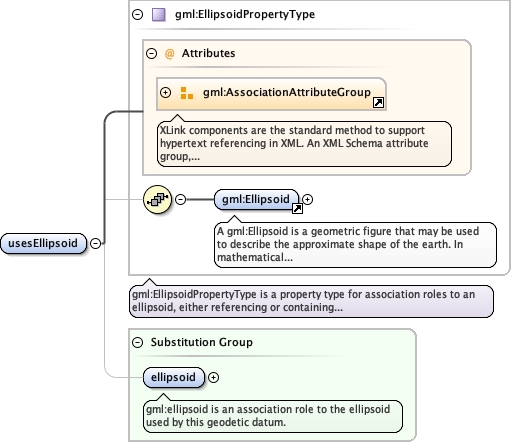 gml:EllipsoidPropertyType
@ Attributes
gml:AssociationAttributeGroup
XLink components are the standard method to support
hypertext referencing in XML. An XML Schema attribute
group,...
gml:Ellipsoid
A gml:Ellipsoid is a geometric figure that may be used
to describe the approximate shape of the earth. In
mathematical...
usesEllipsoid
gml:EllipsoidPropertyType is a property type for association roles to an
ellipsoid, either referencing or containing...
Substitution Group
ellipsoid
gml:ellipsoid is an association role to the ellipsoid
used by this geodetic datum.